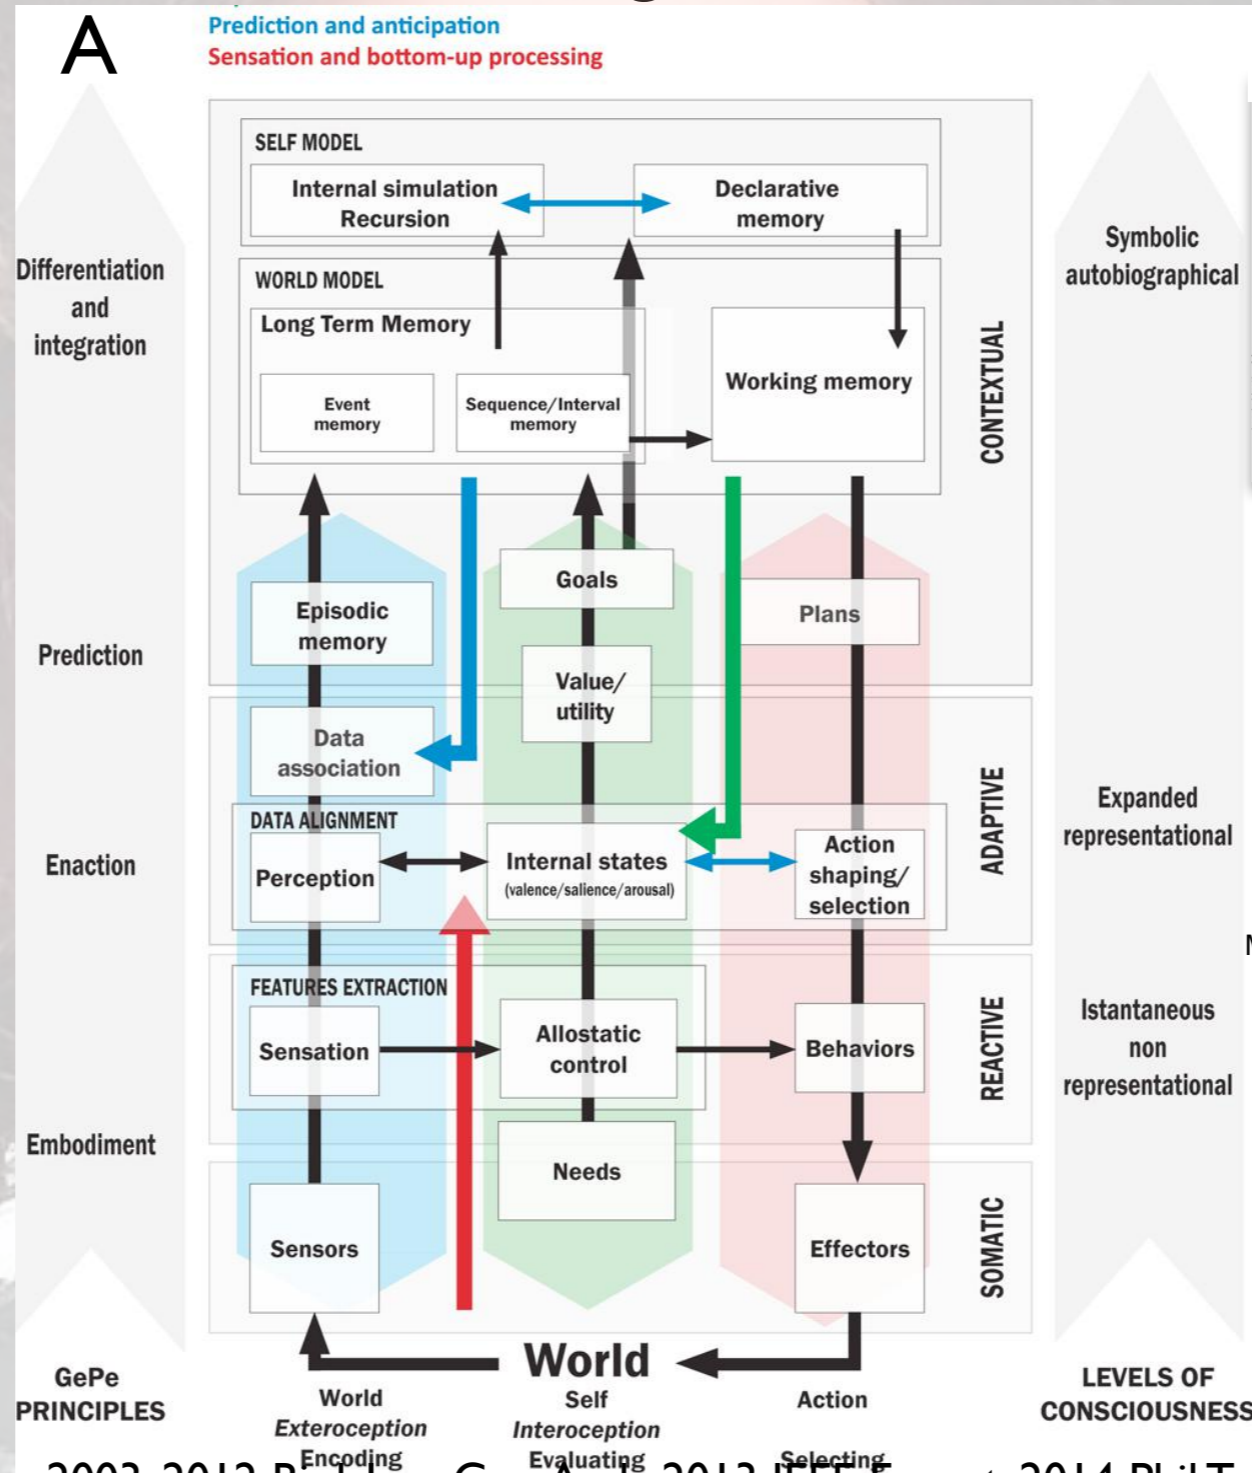 A
Prediction and anticipation
Sensation and bottom-up processing
SELF MODEL
Internal simulation
Recursion
Declarative
memory
WORLD MODEL
Long Term Memory
Event
memory
Sequence/Interval
memory
Working memory
CONTEXTUAL
Differentiation
and
integration
Symbolic
autobiographical
Goals
Episodic
memory
Plans
Prediction
Value/
utility
Data
association
ADAPTIVE
Expanded
representational
DATA ALIGNMENT
Enaction
Perception
Internal states
(valence/salience/arousal)
Action
shaping/
selection
FEATURES EXTRACTION
Sensation
Allostatic
control
Behaviors
REACTIVE
Istantaneous
non
representational
Embodiment
Needs
Sensors
Effectors
SOMATIC
World
GePe
PRINCIPLES
World
Exteroception
Encoding
Self
Interoception
Evaluating
Action
Selecting
LEVELS OF
CONSCIOUSNESS
2013 IEEE 2014 Phil T